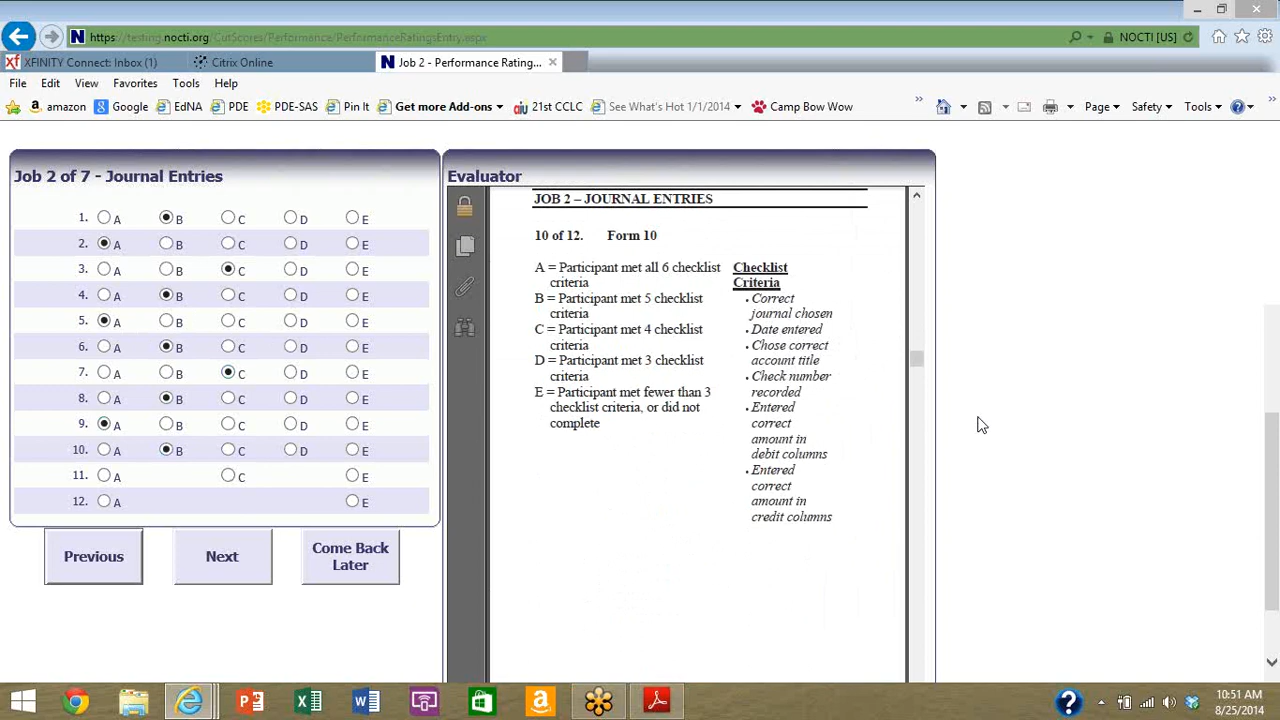 https://testing.nocti.org/CutScores/Performance/PerformanceRatingsEntry.aspx
NOCTI [US]
XFINITY Connect: Inbox (1)
Citrix Online
Job 2 - Performance Rating...
File Edit View Favorites Tools Help
amazon Google EdNA PDE PDE-SAS Pin It Get more Add-ons 21st CCLC See What's Hot 1/1/2014 Camp Bow Wow » Page Safety Tools »
Job 2 of 7 - Journal Entries
1. A B C D E
2. A B C D E
3. A B C D E
4. A B C D E
5. A B C D E
6. A B C D E
7. A B C D E
8. A B C D E
9. A B C D E
10. A B C D E
11. A C E
12. A E
Previous
Next
Come Back
Later
Evaluator
JOB 2 – JOURNAL ENTRIES
10 of 12. Form 10
A = Participant met all 6 checklist
criteria
B = Participant met 5 checklist
criteria
C = Participant met 4 checklist
criteria
D = Participant met 3 checklist
criteria
E = Participant met fewer than 3
checklist criteria, or did not
complete
Checklist
Criteria
• Correct
journal chosen
• Date entered
• Chose correct
account title
• Check number
recorded
• Entered
correct
amount in
debit columns
• Entered
correct
amount in
credit columns
10:51 AM
8/25/2014